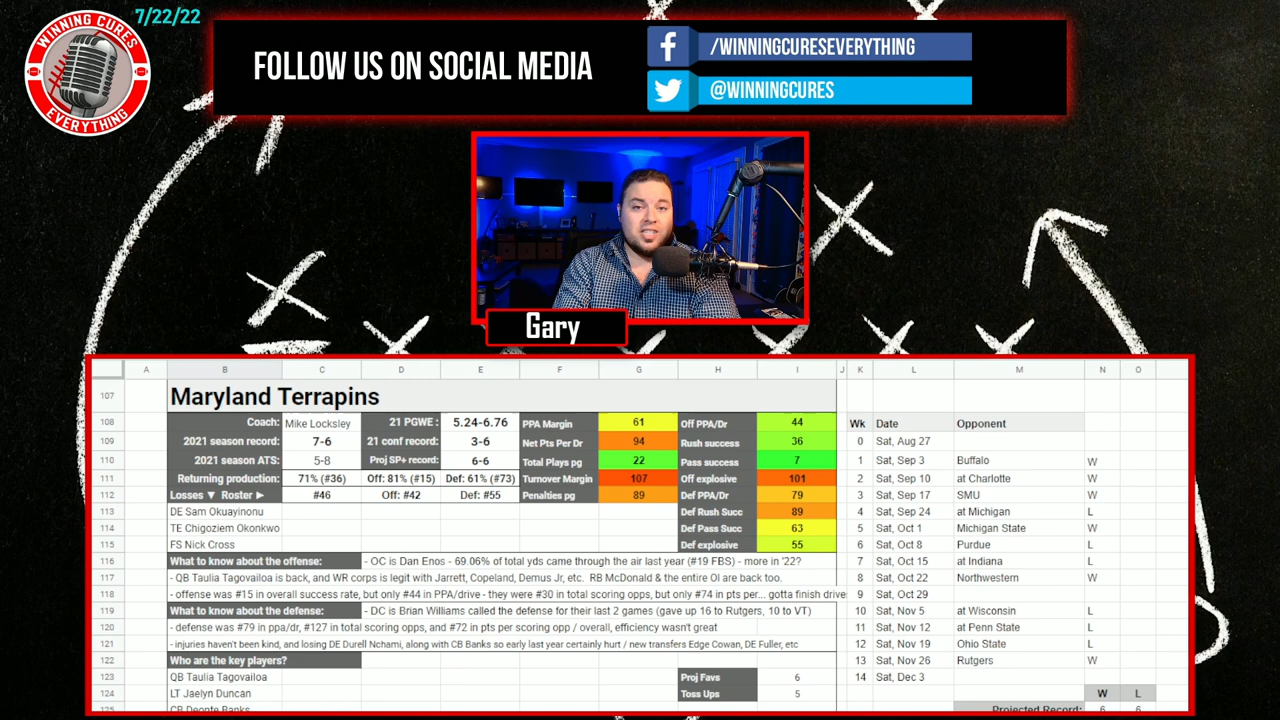 7/22/22
WINNING CURES
EVERYTHING
FOLLOW US ON SOCIAL MEDIA
/WINNINGCURESEVERYTHING
@WINNINGCURES
Gary
A B C D E F G H I J K L M N O
107 Maryland Terrapins
108 Coach: Mike Locksley 21 PGWE : 5.24-6.76 PPA Margin 61 Off PPA/Dr 44 Wk Date Opponent
109 2021 season record: 7-6 21 conf record: 3-6 Net Pts Per Dr 94 Rush success 36 0 Sat, Aug 27
110 2021 season ATS: 5-8 Proj SP+ record: 6-6 Total Plays pg 22 Pass success 7 1 Sat, Sep 3 Buffalo W
111 Returning production: 71% (#36) Off: 81% (#15) Def: 61% (#73) Turnover Margin 107 Off explosive 101 2 Sat, Sep 10 at Charlotte W
112 Losses ▼ Roster ► #46 Off: #42 Def: #55 Penalties pg 89 Def PPA/Dr 79 3 Sat, Sep 17 SMU W
113 DE Sam Okuayinonu Def Rush Succ 89 4 Sat, Sep 24 at Michigan L
114 TE Chigoziem Okonkwo Def Pass Succ 63 5 Sat, Oct 1 Michigan State W
115 FS Nick Cross Def explosive 55 6 Sat, Oct 8 Purdue L
116 What to know about the offense: - OC is Dan Enos - 69.06% of total yds came through the air last year (#19 FBS) - more in '22? 7 Sat, Oct 15 at Indiana L
117 - QB Taulia Tagovailoa is back, and WR corps is legit with Jarrett, Copeland, Demus Jr, etc. RB McDonald & the entire Ol are back too. 8 Sat, Oct 22 Northwestern W
118 - offense was #15 in overall success rate, but only #44 in PPA/drive - they were #30 in total scoring opps, but only #74 in pts per... gotta finish drive 9 Sat, Oct 29
119 What to know about the defense: - DC is Brian Williams called the defense for their last 2 games (gave up 16 to Rutgers, 10 to VT) 10 Sat, Nov 5 at Wisconsin L
120 - defense was #79 in ppa/dr, #127 in total scoring opps, and #72 in pts per scoring opp / overall, efficiency wasn't great 11 Sat, Nov 12 at Penn State L
121 - injuries haven't been kind, and losing DE Durell Nchami, along with CB Banks so early last year certainly hurt / new transfers Edge Cowan, DE Fuller, etc 12 Sat, Nov 19 Ohio State L
122 Who are the key players? 13 Sat, Nov 26 Rutgers W
123 QB Taulia Tagovailoa Proj Favs 6 14 Sat, Dec 3
124 LT Jaelyn Duncan Toss Ups 5 W L
125 CB Deonte Banks Projected Record: 6 6